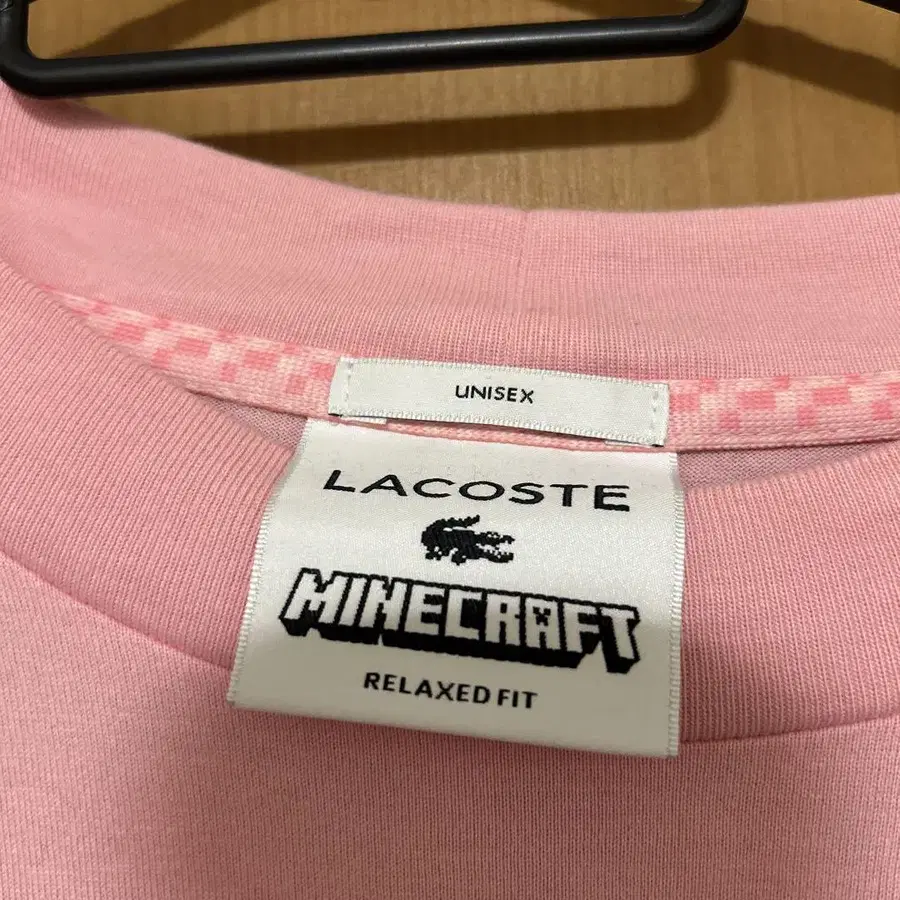 UNISEX
LACOSTE
MINECRAFT
RELAXED FIT